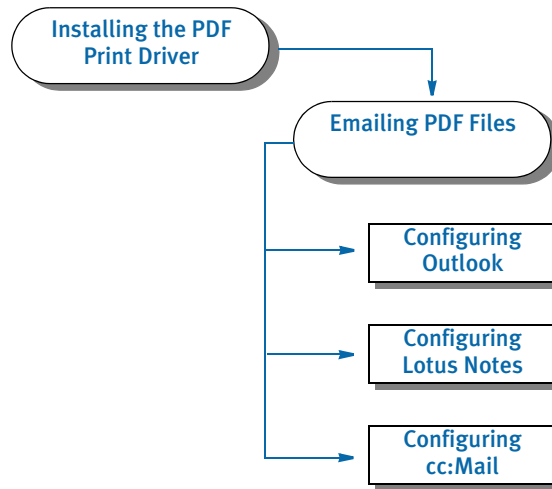 Installing the PDF
Print Driver
Emailing PDF Files
Configuring
Outlook
Configuring
Lotus Notes
Configuring
cc:Mail